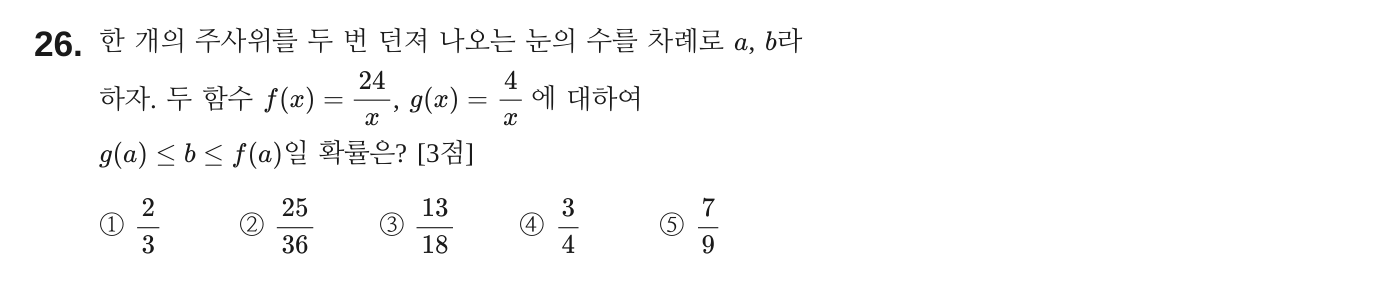 26. 한 개의 주사위를 두 번 던져 나오는 눈의 수를 차례로 a, b라
하자. 두 함수 f(x) = 24/x, g(x) = 4/x 에 대하여
g(a) ≤ b ≤ f(a)일 확률은? [3점]
① 2/3 ② 25/36 ③ 13/18 ④ 3/4 ⑤ 7/9